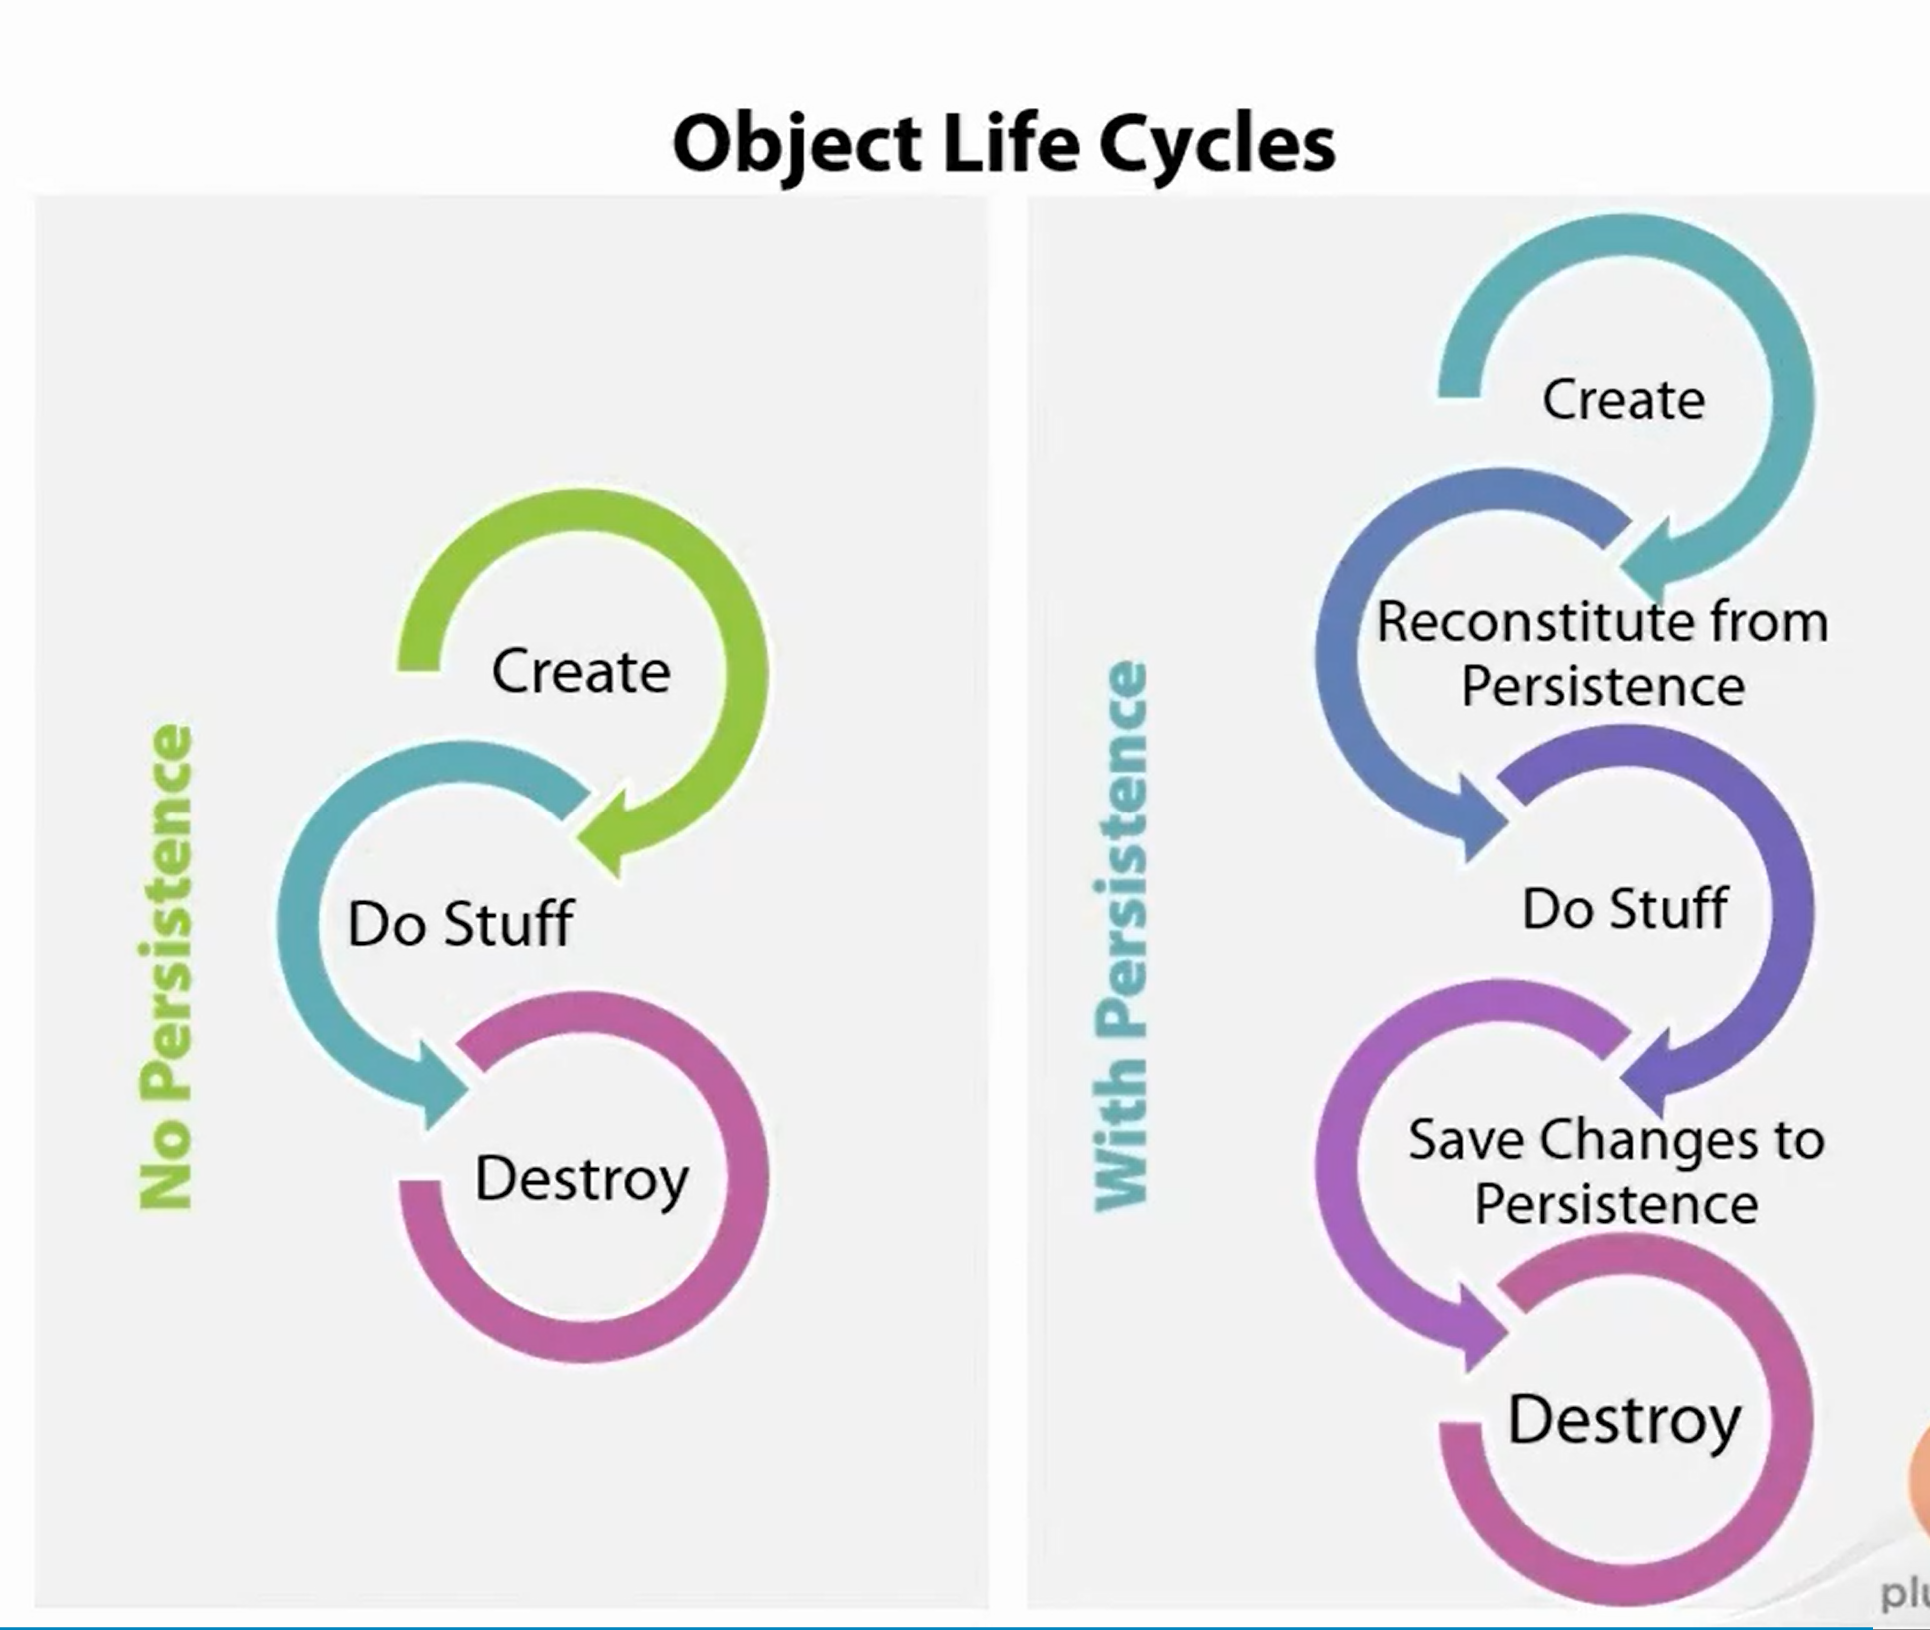 Object Life Cycles
No Persistence
Create
Do Stuff
Destroy
With Persistence
Create
Reconstitute from
Persistence
Do Stuff
Save Changes to
Persistence
Destroy